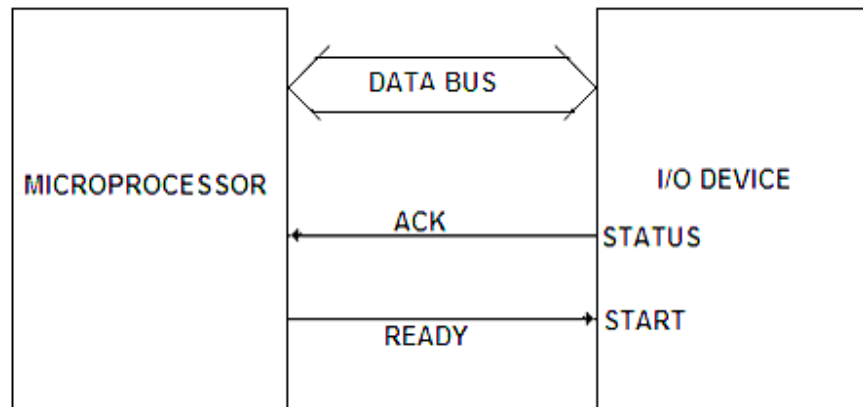 DATA BUS
MICROPROCESSOR
I/O DEVICE
ACK
STATUS
READY
START